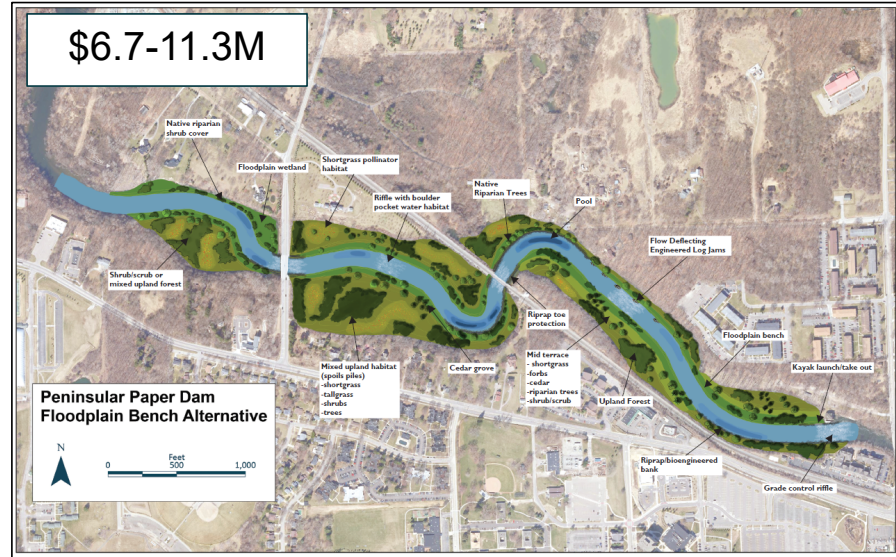 $6.7-11.3M
Native riparian
shrub cover
Floodplain wetland
Shortgrass pollinator
habitat
Riffle with boulder
pocket water habitat
Native
Riparian Trees
Pool
Flow Deflecting
Engineered Log Jams
Shrub/scrub or
mixed upland forest
Riprap toe
protection
Floodplain bench
Mixed upland habitat
(spoils piles)
-shortgrass
-tallgrass
-shrubs
-trees
Cedar grove
Mid terrace
- shortgrass
-forbs
-cedar
-riparian trees
-shrub/scrub
Upland Forest
Kayak launch/take out
Riprap/bioengineered
bank
Grade control riffle
Peninsular Paper Dam
Floodplain Bench Alternative
N
Feet
0 500 1,000